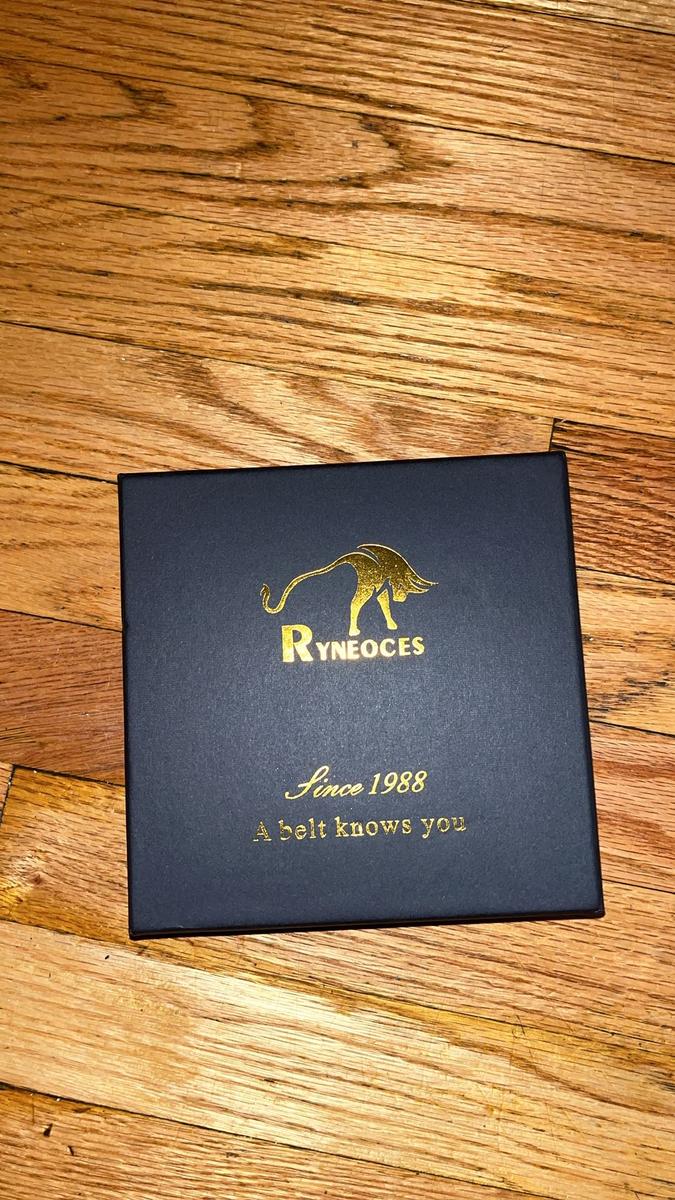 RYNEOCES
Since 1988
A belt knows you